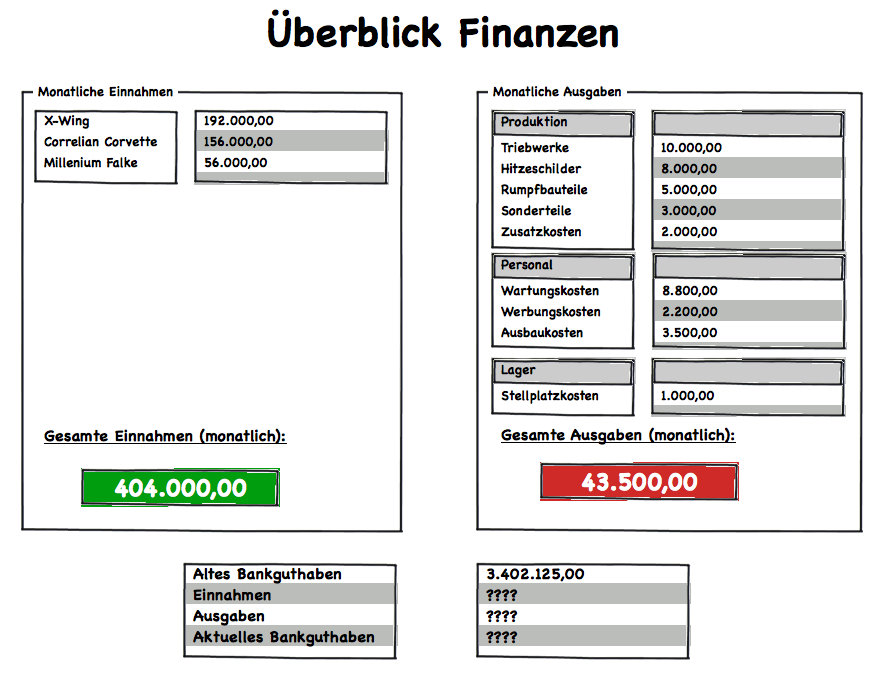 Überblick Finanzen
Monatliche Einnahmen
X-Wing 192.000,00
Correlian Corvette 156.000,00
Millenium Falke 56.000,00
Gesamte Einnahmen (monatlich):
404.000,00
Monatliche Ausgaben
Produktion
Triebwerke 10.000,00
Hitzeschilder 8.000,00
Rumpfbauteile 5.000,00
Sonderteile 3.000,00
Zusatzkosten 2.000,00
Personal
Wartungskosten 8.800,00
Werbungskosten 2.200,00
Ausbaukosten 3.500,00
Lager
Stellplatzkosten 1.000,00
Gesamte Ausgaben (monatlich):
43.500,00
Altes Bankguthaben 3.402.125,00
Einnahmen ????
Ausgaben ????
Aktuelles Bankguthaben ????